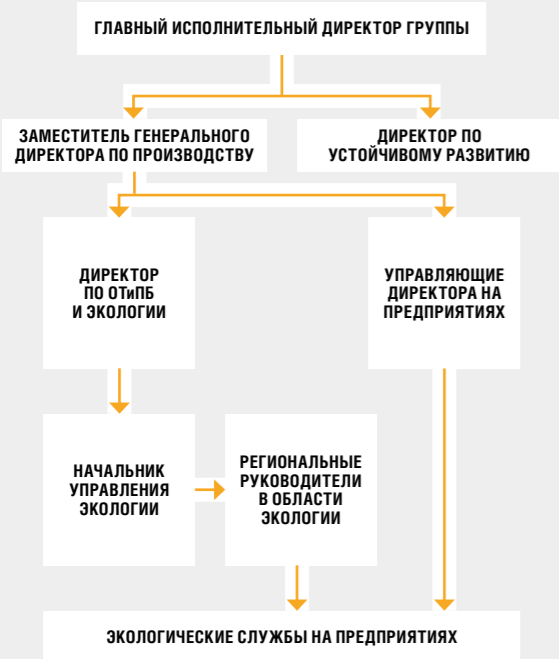 ГЛАВНЫЙ ИСПОЛНИТЕЛЬНЫЙ ДИРЕКТОР ГРУППЫ
ЗАМЕСТИТЕЛЬ ГЕНЕРАЛЬНОГО
ДИРЕКТОРА ПО ПРОИЗВОДСТВУ
ДИРЕКТОР ПО
УСТОЙЧИВОМУ РАЗВИТИЮ
ДИРЕКТОР
ПО ОТиПБ
И ЭКОЛОГИИ
УПРАВЛЯЮЩИЕ
ДИРЕКТОРА НА
ПРЕДПРИЯТИЯХ
НАЧАЛЬНИК
УПРАВЛЕНИЯ
ЭКОЛОГИИ
РЕГИОНАЛЬНЫЕ
РУКОВОДИТЕЛИ
В ОБЛАСТИ
ЭКОЛОГИИ
ЭКОЛОГИЧЕСКИЕ СЛУЖБЫ НА ПРЕДПРИЯТИЯХ